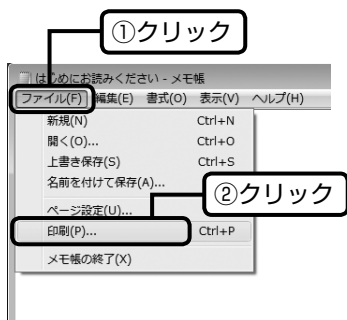 ①クリック
はじめにお読みください - メモ帳
ファイル(F) 編集(E) 書式(O) 表示(V) ヘルプ(H)
新規(N) Ctrl+N
開く(O)... Ctrl+O
上書き保存(S) Ctrl+S
名前を付けて保存(A)...
②クリック
ページ設定(U)...
印刷(P)... Ctrl+P
メモ帳の終了(X)